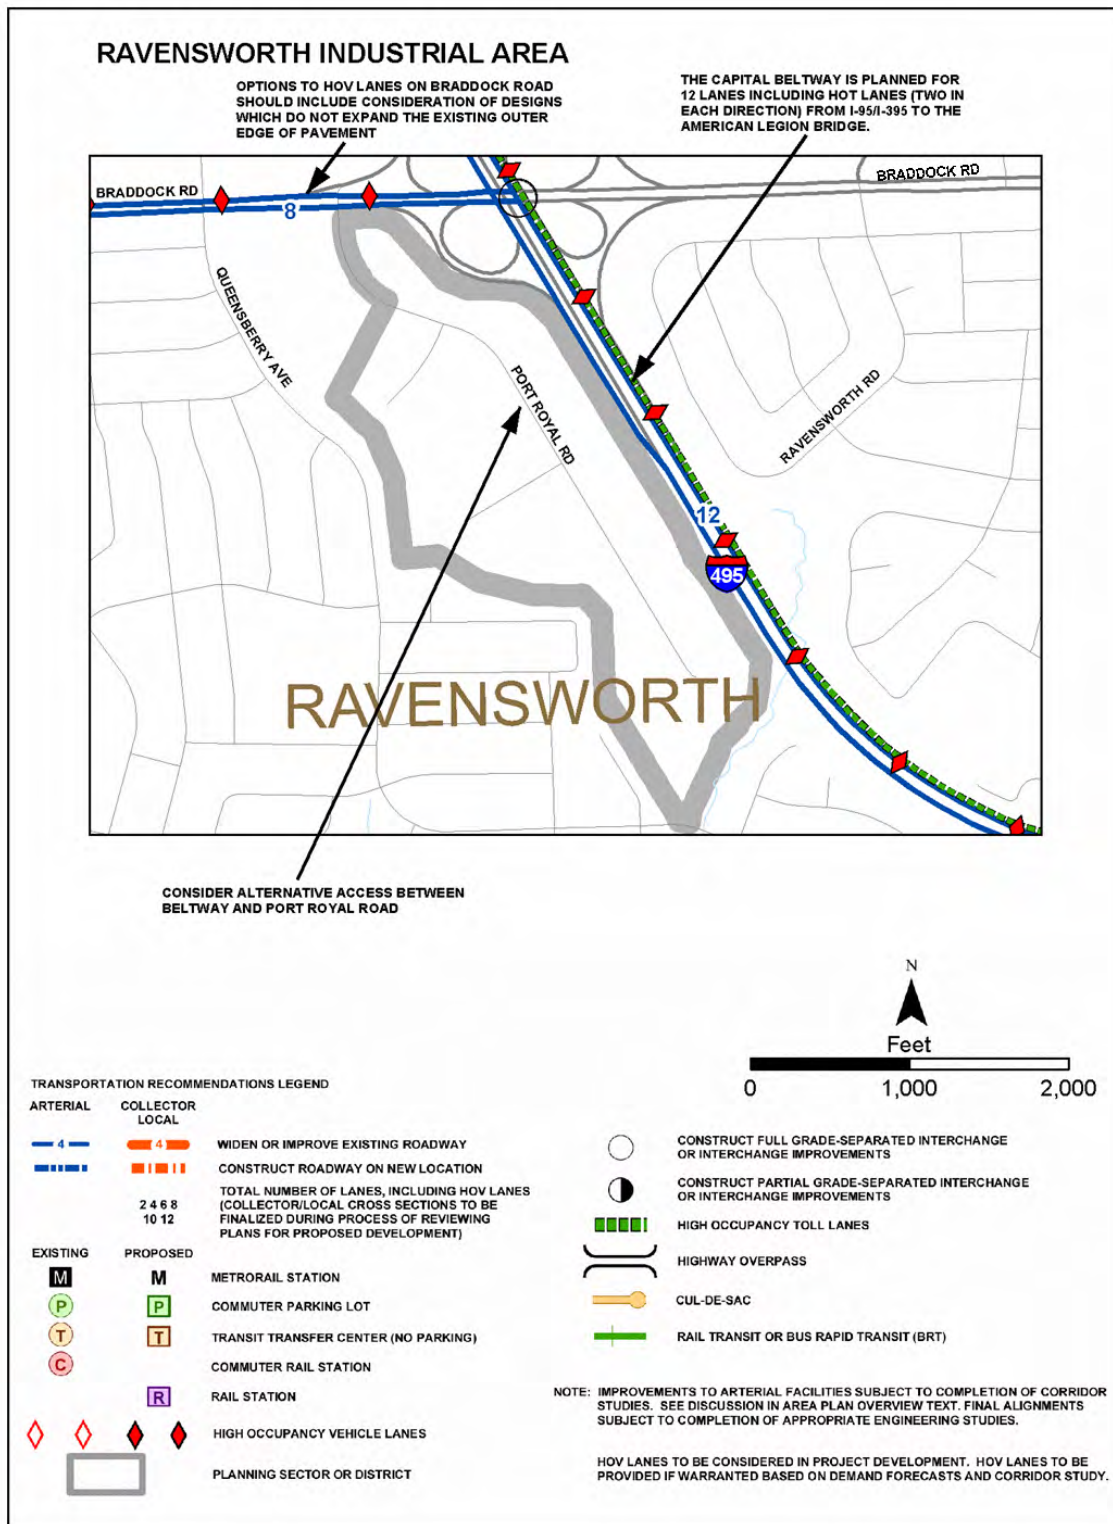 RAVENSWORTH INDUSTRIAL AREA
OPTIONS TO HOV LANES ON BRADDOCK ROAD
SHOULD INCLUDE CONSIDERATION OF DESIGNS
WHICH DO NOT EXPAND THE EXISTING OUTER
EDGE OF PAVEMENT
THE CAPITAL BELTWAY IS PLANNED FOR
12 LANES INCLUDING HOT LANES (TWO IN
EACH DIRECTION) FROM I-95/I-395 TO THE
AMERICAN LEGION BRIDGE.
BRADDOCK RD
8
BRADDOCK RD
QUEENSBERRY AVE
PORT ROYAL RD
RAVENSWORTH RD
12
495
RAVENSWORTH
CONSIDER ALTERNATIVE ACCESS BETWEEN
BELTWAY AND PORT ROYAL ROAD
N
Feet
0 1,000 2,000
TRANSPORTATION RECOMMENDATIONS LEGEND
ARTERIAL COLLECTOR
LOCAL
4 4 WIDEN OR IMPROVE EXISTING ROADWAY
CONSTRUCT ROADWAY ON NEW LOCATION
TOTAL NUMBER OF LANES, INCLUDING HOV LANES
2 4 6 8 (COLLECTOR/LOCAL CROSS SECTIONS TO BE
10 12 FINALIZED DURING PROCESS OF REVIEWING
PLANS FOR PROPOSED DEVELOPMENT)
EXISTING PROPOSED
M M METRORAIL STATION
P P COMMUTER PARKING LOT
T T TRANSIT TRANSFER CENTER (NO PARKING)
C COMMUTER RAIL STATION
R RAIL STATION
HIGH OCCUPANCY VEHICLE LANES
PLANNING SECTOR OR DISTRICT
CONSTRUCT FULL GRADE-SEPARATED INTERCHANGE
OR INTERCHANGE IMPROVEMENTS
CONSTRUCT PARTIAL GRADE-SEPARATED INTERCHANGE
OR INTERCHANGE IMPROVEMENTS
HIGH OCCUPANCY TOLL LANES
HIGHWAY OVERPASS
CUL-DE-SAC
RAIL TRANSIT OR BUS RAPID TRANSIT (BRT)
NOTE: IMPROVEMENTS TO ARTERIAL FACILITIES SUBJECT TO COMPLETION OF CORRIDOR
STUDIES. SEE DISCUSSION IN AREA PLAN OVERVIEW TEXT. FINAL ALIGNMENTS
SUBJECT TO COMPLETION OF APPROPRIATE ENGINEERING STUDIES.
HOV LANES TO BE CONSIDERED IN PROJECT DEVELOPMENT. HOV LANES TO BE
PROVIDED IF WARRANTED BASED ON DEMAND FORECASTS AND CORRIDOR STUDY.